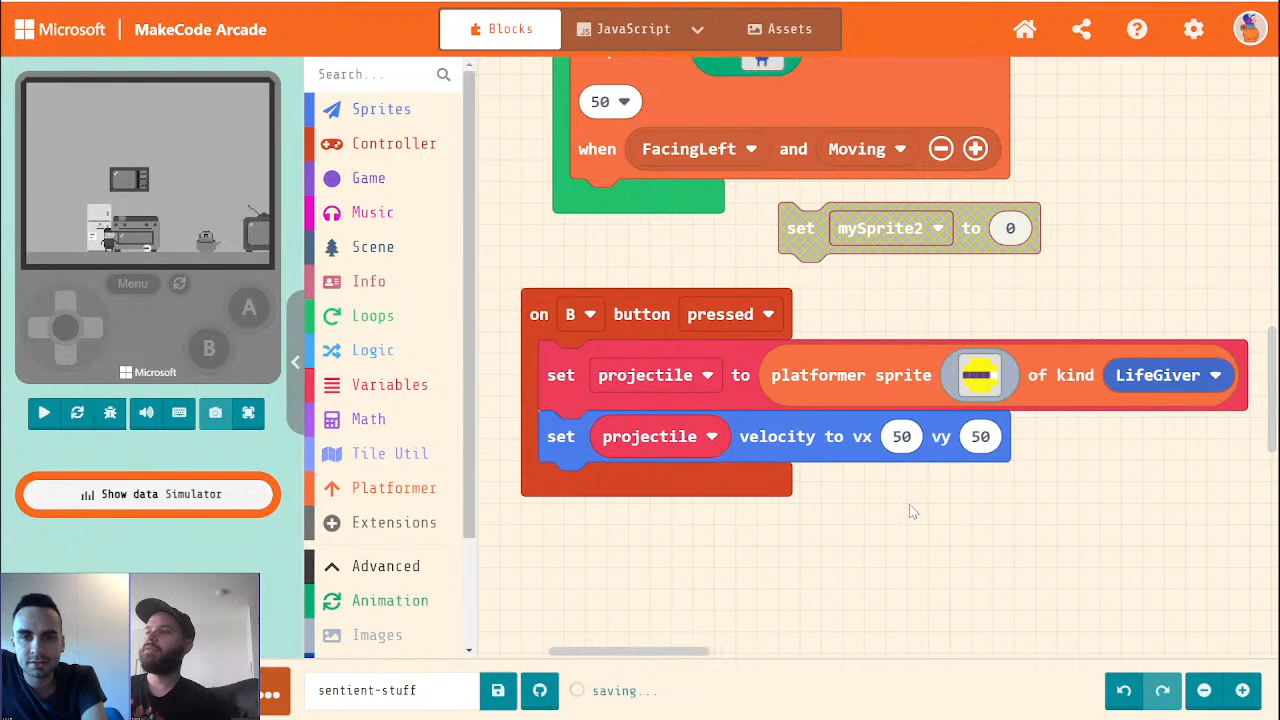 Microsoft | MakeCode Arcade
Blocks
JavaScript
Assets
Search...
Sprites
Controller
Game
Music
Scene
Info
Loops
Logic
Variables
Math
Tile Util
Platformer
Extensions
Advanced
Animation
Images
Menu
A
B
Microsoft
Show data Simulator
50
when FacingLeft and Moving
set mySprite2 to 0
on B button pressed
set projectile to platformer sprite of kind LifeGiver
set projectile velocity to vx 50 vy 50
sentient-stuff
saving...